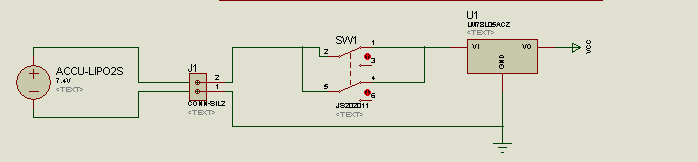 U1
LM78L05ACZ
<TEXT>
SW1
1
2
3
4
5
6
JS202011
<TEXT>
VI
VO
GND
VCC
ACCU-LIPO2S
7.4V
<TEXT>
J1
2
1
CONN-SIL2
<TEXT>